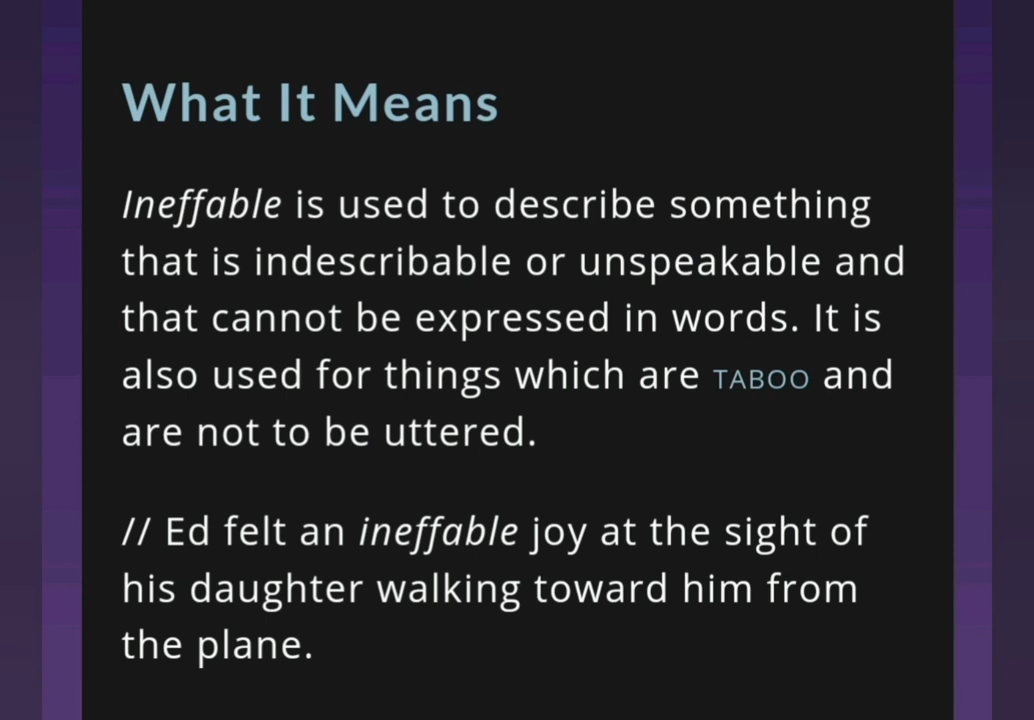 What It Means
Ineffable is used to describe something
that is indescribable or unspeakable and
that cannot be expressed in words. It is
also used for things which are TABOO and
are not to be uttered.
// Ed felt an ineffable joy at the sight of
his daughter walking toward him from
the plane.